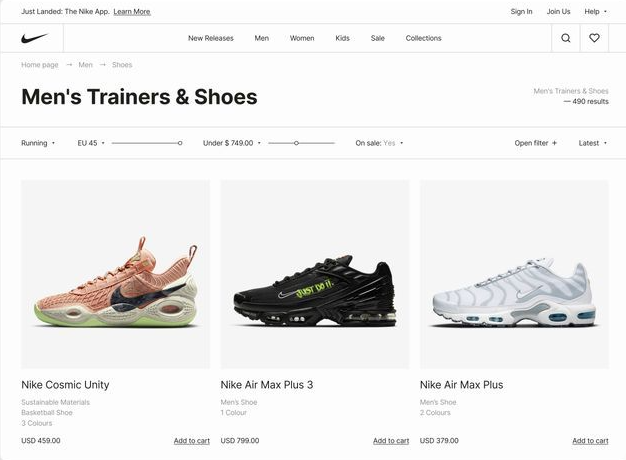 Just Landed: The Nike App. Learn More
Sign In Join Us Help
New Releases Men Women Kids Sale Collections
Home page → Men → Shoes
Men's Trainers & Shoes
Men's Trainers & Shoes
— 490 results
Running EU 45 Under $ 749.00 On sale: Yes Open filter + Latest
JUST DO IT.
Nike Cosmic Unity
Sustainable Materials
Basketball Shoe
3 Colours
USD 459.00 Add to cart
Nike Air Max Plus 3
Men's Shoe
1 Colour
USD 799.00 Add to cart
Nike Air Max Plus
Men's Shoe
2 Colours
USD 379.00 Add to cart